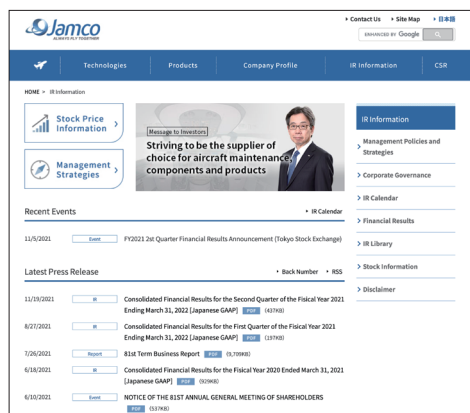 Contact Us
Site Map
日本語
Jamco
ALWAYS FLY TOGETHER
ENHANCED BY Google
Technologies
Products
Company Profile
IR Information
CSR
HOME > IR Information
Stock Price
Information
Management
Strategies
Message to Investors
Striving to be the supplier of
choice for aircraft maintenance,
components and products
IR Information
Management Policies and
Strategies
Corporate Governance
IR Calendar
Financial Results
IR Library
Stock Information
Disclaimer
Recent Events
IR Calendar
11/5/2021 Event FY2021 2st Quarter Financial Results Announcement (Tokyo Stock Exchange)
Latest Press Release
Back Number
RSS
11/19/2021 IR Consolidated Financial Results for the Second Quarter of the Fisical Year 2021
Ending March 31, 2022 [Japanese GAAP] PDF (437KB)
8/27/2021 IR Consolidated Financial Results for the First Quarter of the Fisical Year 2021
Ending March 31, 2022 [Japanese GAAP] PDF (197KB)
7/26/2021 Report 81st Term Business Report PDF (9,709KB)
6/18/2021 IR Consolidated Financial Results for the Fisical Year 2020 Ended March 31, 2021
[Japanese GAAP] PDF (929KB)
6/10/2021 Event NOTICE OF THE 81ST ANNUAL GENERAL MEETING OF SHAREHOLDERS
PDF (537KB)